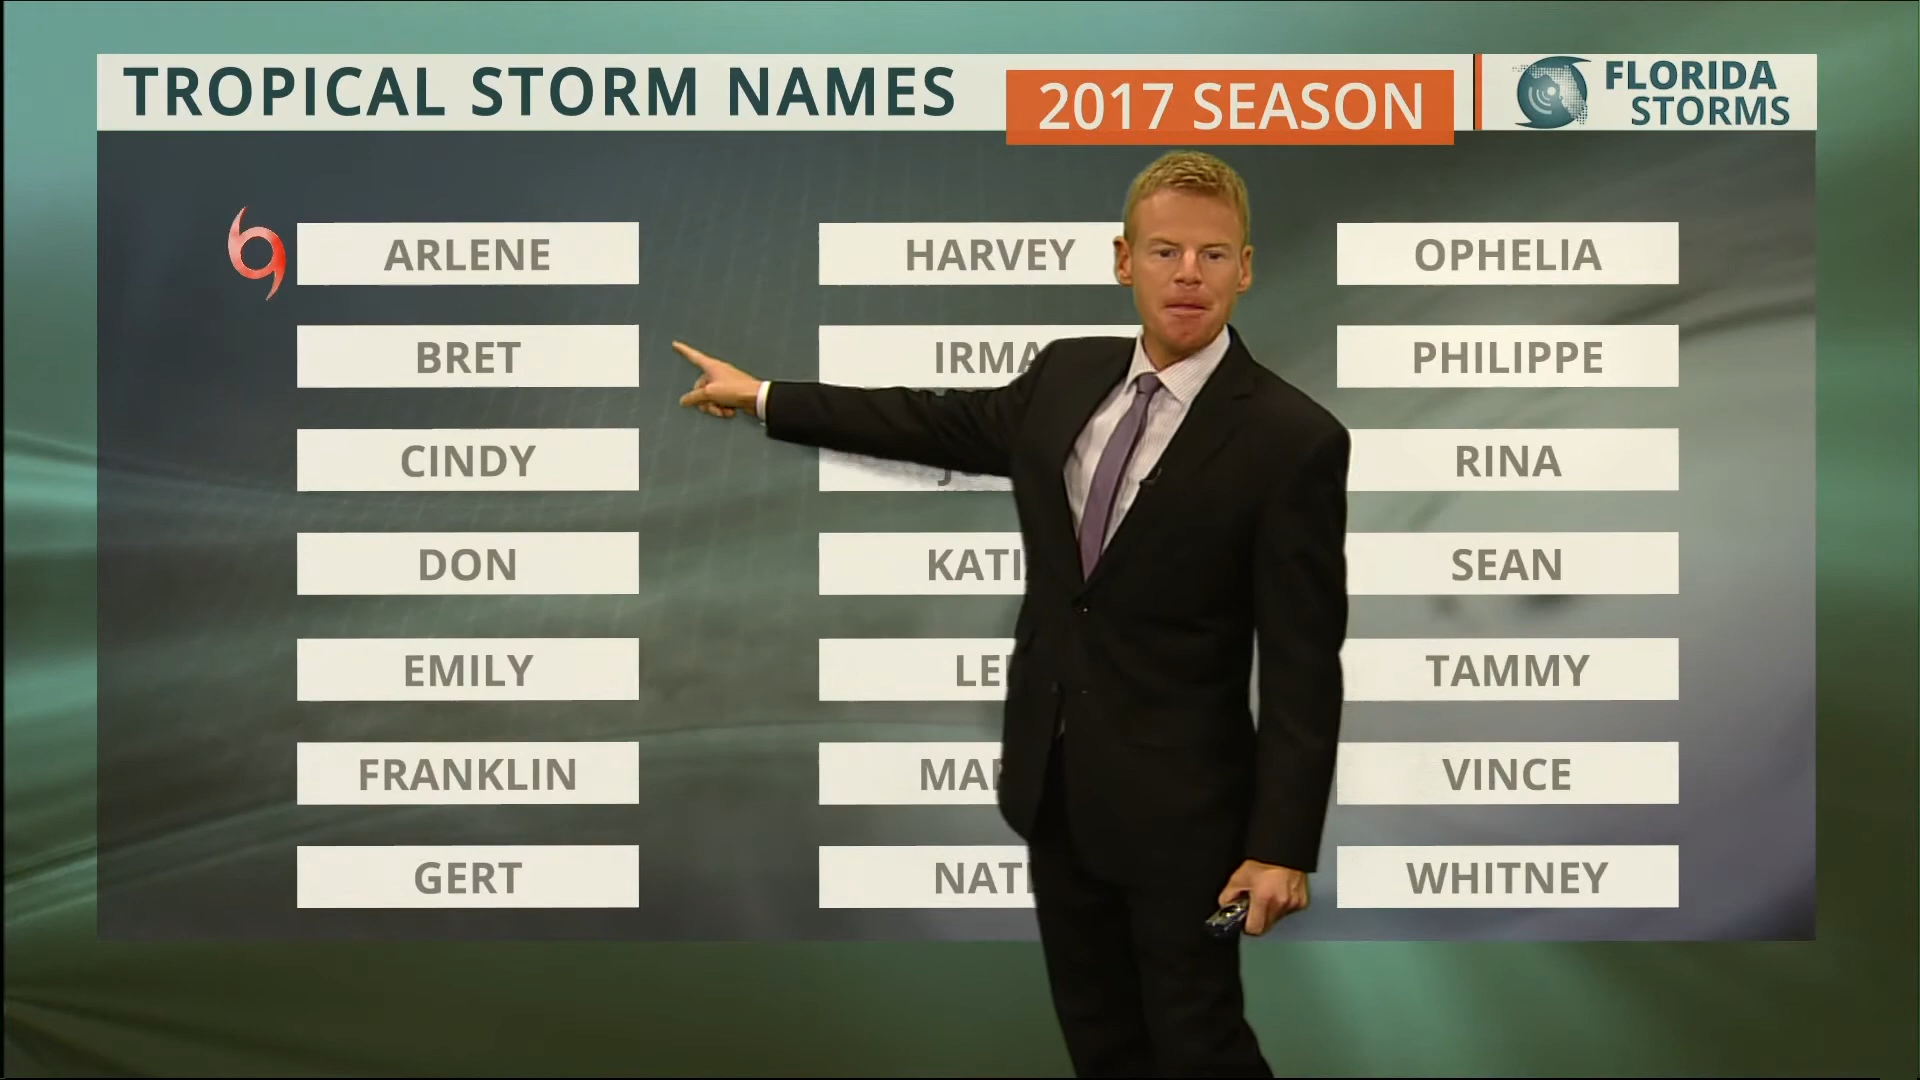 TROPICAL STORM NAMES
2017 SEASON
FLORIDA
STORMS
ARLENE
BRET
CINDY
DON
EMILY
FRANKLIN
GERT
HARVEY
IRMA
OPHELIA
PHILIPPE
RINA
SEAN
TAMMY
VINCE
WHITNEY